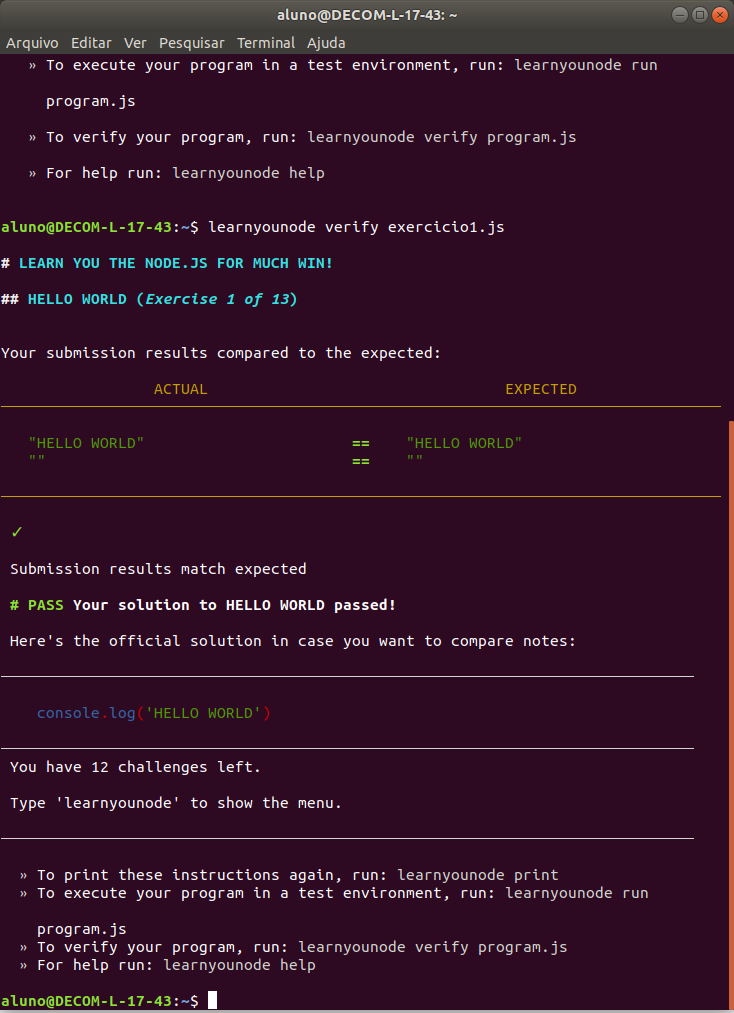 aluno@DECOM-L-17-43: ~
Arquivo Editar Ver Pesquisar Terminal Ajuda
» To execute your program in a test environment, run: learnyounode run
program.js
» To verify your program, run: learnyounode verify program.js
» For help run: learnyounode help
aluno@DECOM-L-17-43:~$ learnyounode verify exercicio1.js
# LEARN YOU THE NODE.JS FOR MUCH WIN!
## HELLO WORLD (Exercise 1 of 13)
Your submission results compared to the expected:
ACTUAL EXPECTED
"HELLO WORLD" == "HELLO WORLD"
"" == ""
✓
Submission results match expected
# PASS Your solution to HELLO WORLD passed!
Here's the official solution in case you want to compare notes:
console.log('HELLO WORLD')
You have 12 challenges left.
Type 'learnyounode' to show the menu.
» To print these instructions again, run: learnyounode print
» To execute your program in a test environment, run: learnyounode run
program.js
» To verify your program, run: learnyounode verify program.js
» For help run: learnyounode help
aluno@DECOM-L-17-43:~$